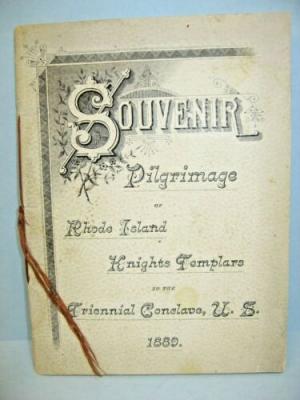 SOUVENIR
Pilgrimage
OF
Rhode Island
Knights Templars
TO THE
Triennial Conclave, U. S.
1889.